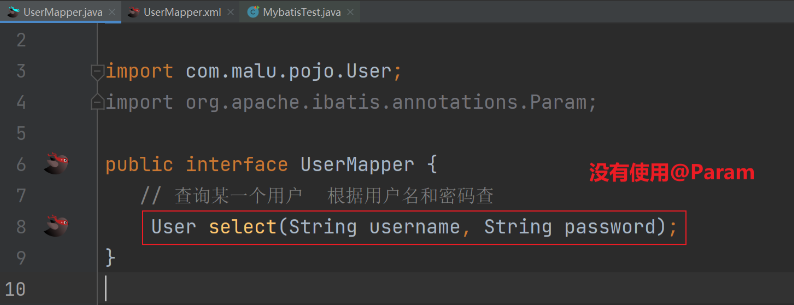 UserMapper.java × UserMapper.xml × MybatisTest.java ×
2
3 import com.malu.pojo.User;
4 import org.apache.ibatis.annotations.Param;
5
6 public interface UserMapper {
没有使用@Param
7 // 查询某一个用户 根据用户名和密码查
8 User select(String username, String password);
9 }
10